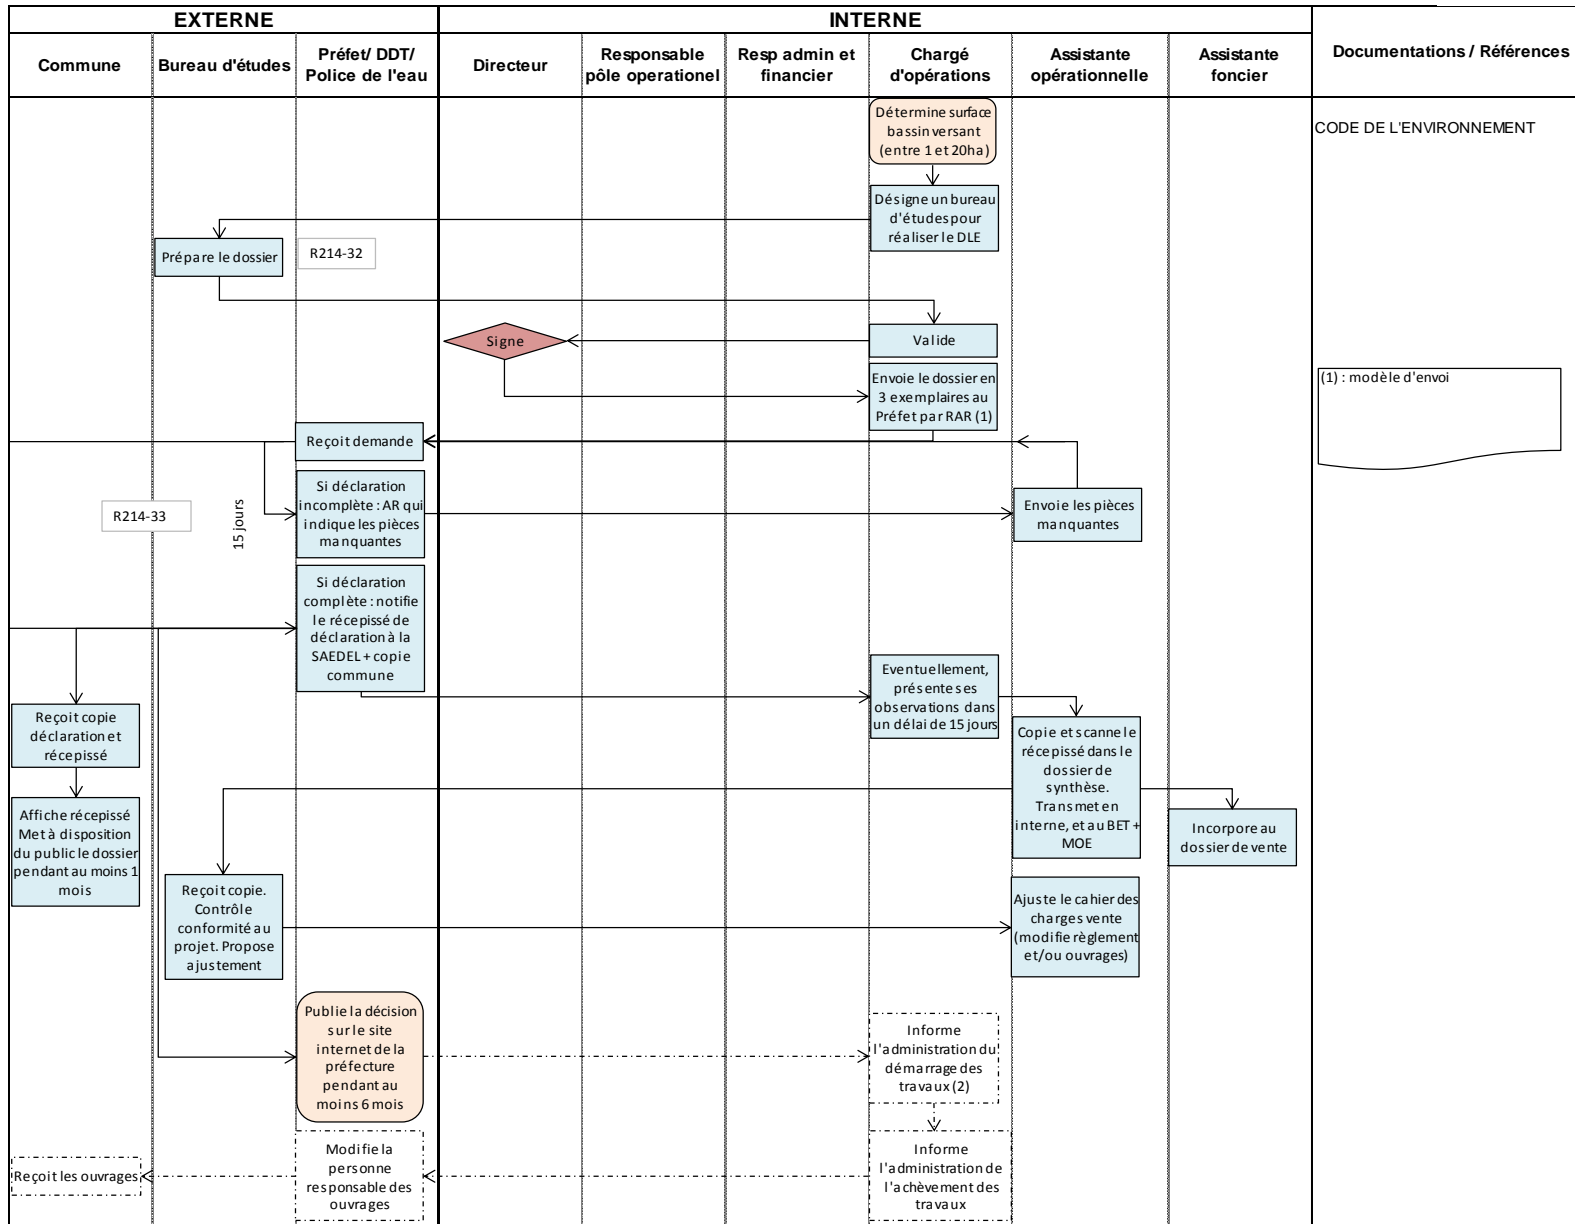 EXTERNE
INTERNE
Commune
Bureau d'études
Préfet/ DDT/
Police de l'eau
Directeur
Responsable
pôle operationel
Resp admin et
financier
Chargé
d'opérations
Assistante
opérationnelle
Assistante
foncier
Documentations / Références
Détermine surface
bassin versant
(entre 1 et 20ha)
CODE DE L'ENVIRONNEMENT
Désigne un bureau
d'études pour
réaliser le DLE
Prépare le dossier
R214-32
Signe
Valide
Envoie le dossier en
3 exemplaires au
Préfet par RAR (1)
(1) : modèle d'envoi
Reçoit demande
Si déclaration
incomplète : AR qui
indique les pièces
manquantes
Envoie les pièces
manquantes
R214-33
15 jours
Si déclaration
complète : notifie
le récepissé de
déclaration à la
SAEDEL + copie
commune
Eventuellement,
présente ses
observations dans
un délai de 15 jours
Reçoit copie
déclaration et
récepissé
Copie et scanne le
récepissé dans le
dossier de
synthèse.
Transmet en
interne, et au BET +
MOE
Affiche récepissé
Met à disposition
du public le dossier
pendant au moins 1
mois
Incorpore au
dossier de vente
Reçoit copie.
Contrôle
conformité au
projet. Propose
ajustement
Ajuste le cahier des
charges vente
(modifie règlement
et/ou ouvrages)
Publie la décision
sur le site
internet de la
préfecture
pendant au
moins 6 mois
Informe
l'administration du
démarrage des
travaux (2)
Reçoit les ouvrages
Modifie la
personne
responsable des
ouvrages
Informe
l'administration de
l'achèvement des
travaux